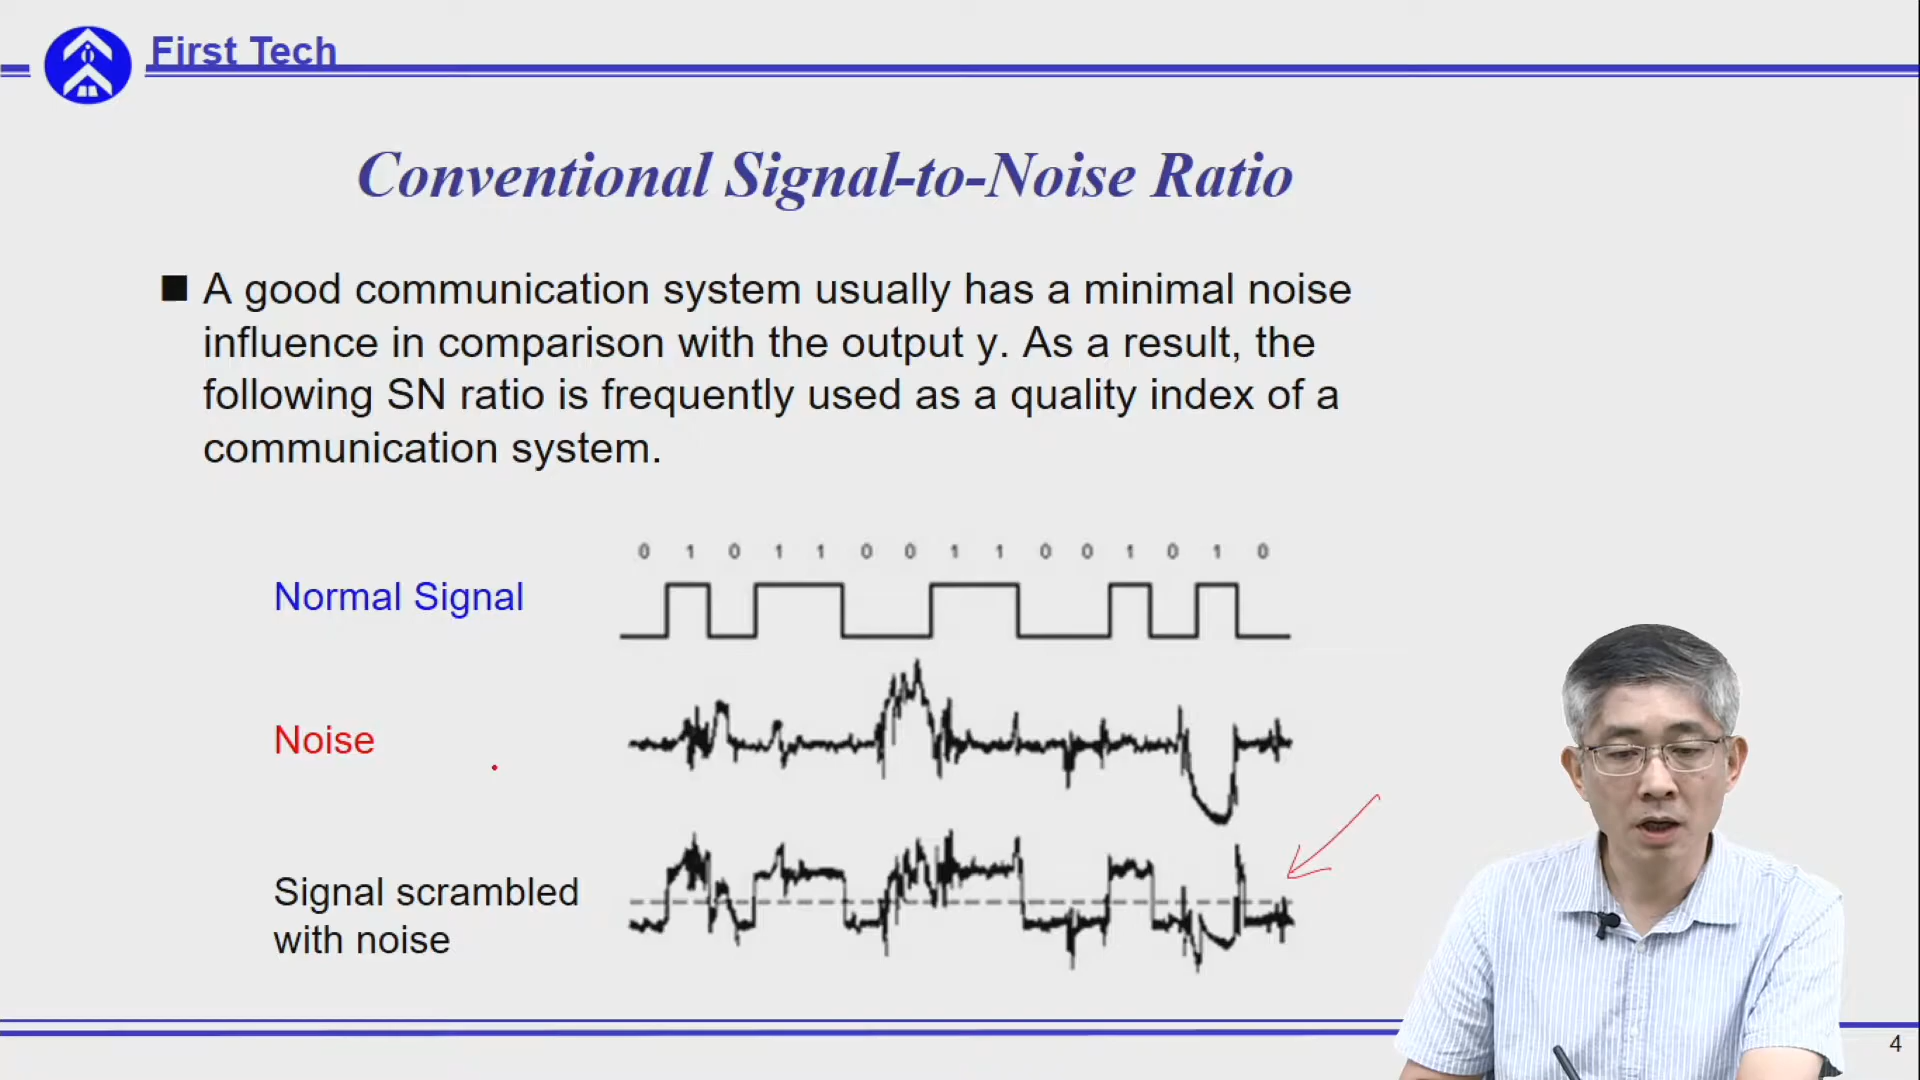 First Tech
Conventional Signal-to-Noise Ratio
A good communication system usually has a minimal noise
influence in comparison with the output y. As a result, the
following SN ratio is frequently used as a quality index of a
communication system.
0 1 0 1 1 0 0 1 1 0 0 1 0 1 0
Normal Signal
Noise
Signal scrambled
with noise
4